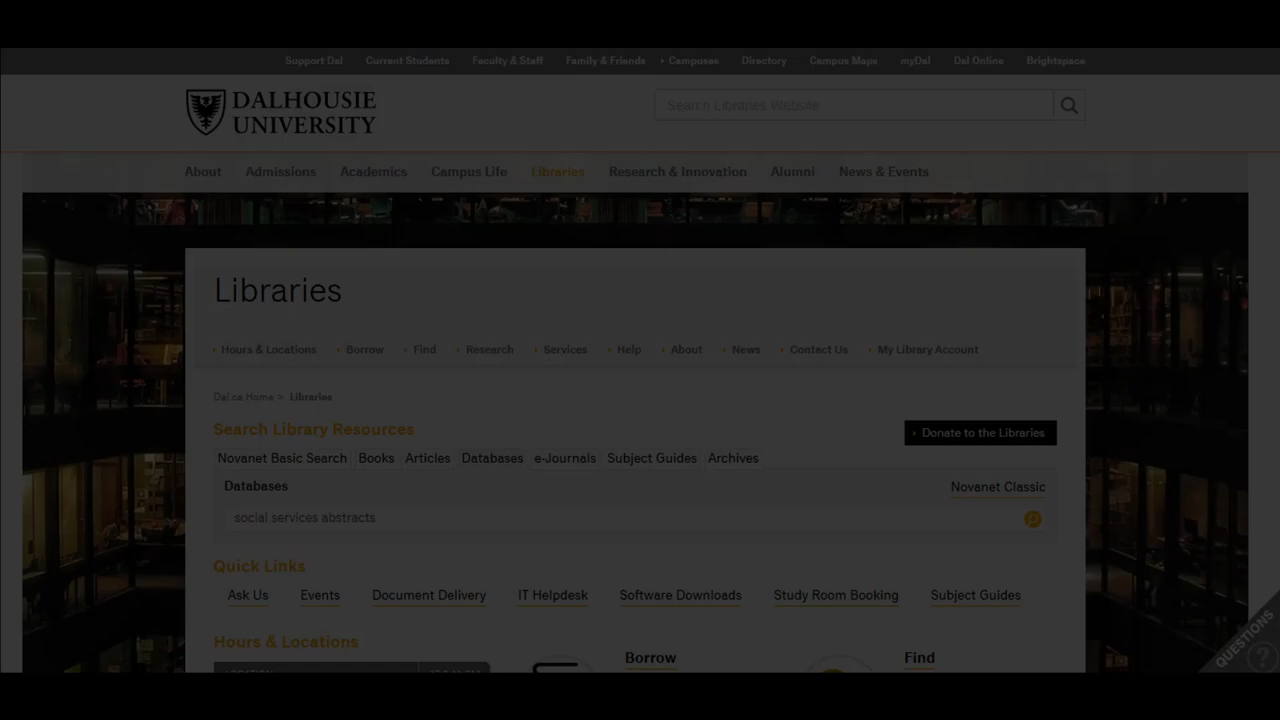 Support Dal Current Students Faculty & Staff Family & Friends Campuses Directory Campus Maps myDal Dal Online Brightspace
DALHOUSIE
UNIVERSITY
Search Libraries Website
About Admissions Academics Campus Life Libraries Research & Innovation Alumni News & Events
Libraries
Hours & Locations Borrow Find Research Services Help About News Contact Us My Library Account
Dal.ca Home > Libraries
Search Library Resources
Donate to the Libraries
Novanet Basic Search Books Articles Databases e-Journals Subject Guides Archives
Databases
Novanet Classic
social services abstracts
Quick Links
Ask Us Events Document Delivery IT Helpdesk Software Downloads Study Room Booking Subject Guides
QUESTIONS ?
Hours & Locations
Borrow
Find